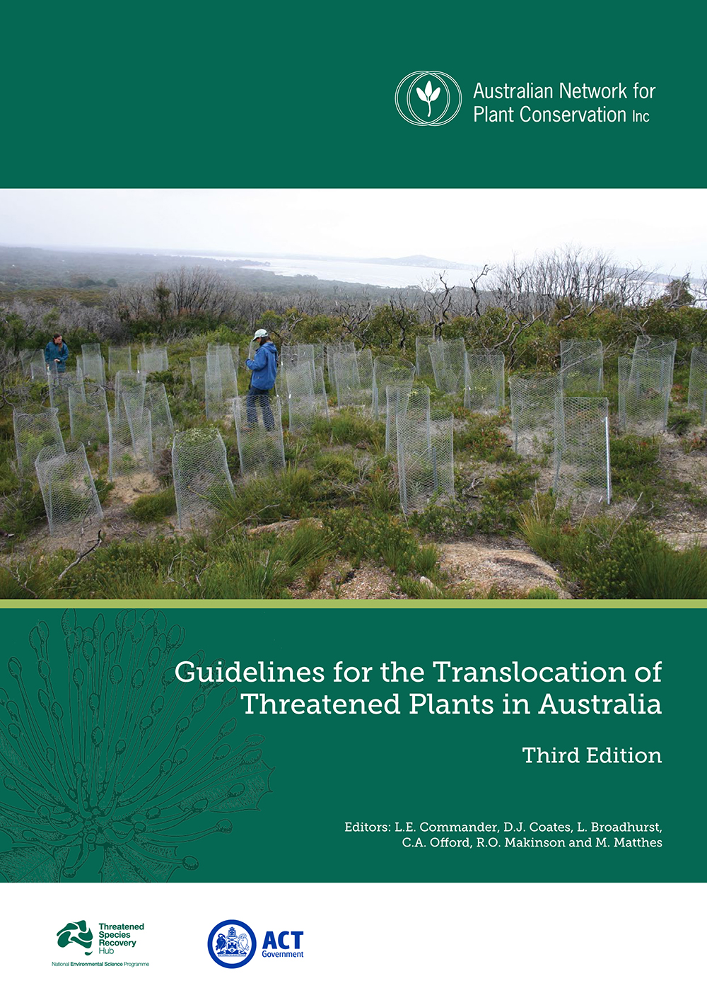 Australian Network for
Plant Conservation Inc
Guidelines for the Translocation of
Threatened Plants in Australia
Third Edition
Editors: L.E. Commander, D.J. Coates, L. Broadhurst,
C.A. Offord, R.O. Makinson and M. Matthes
Threatened
Species
Recovery
Hub
National Environmental Science Programme
ACT
Government